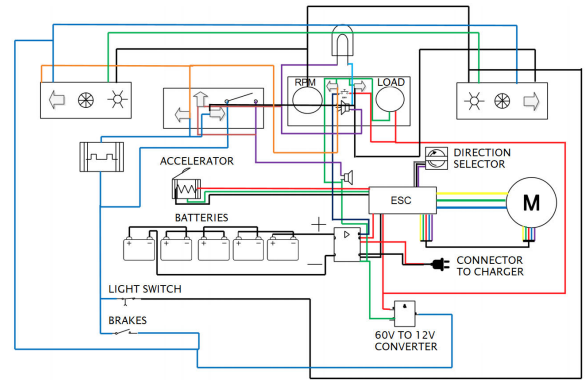 RPM
LOAD
DIRECTION
SELECTOR
ACCELERATOR
ESC
M
BATTERIES
+
−
+ −
+ −
+ −
+ −
+ −
CONNECTOR
TO CHARGER
LIGHT SWITCH
BRAKES
60V TO 12V
CONVERTER